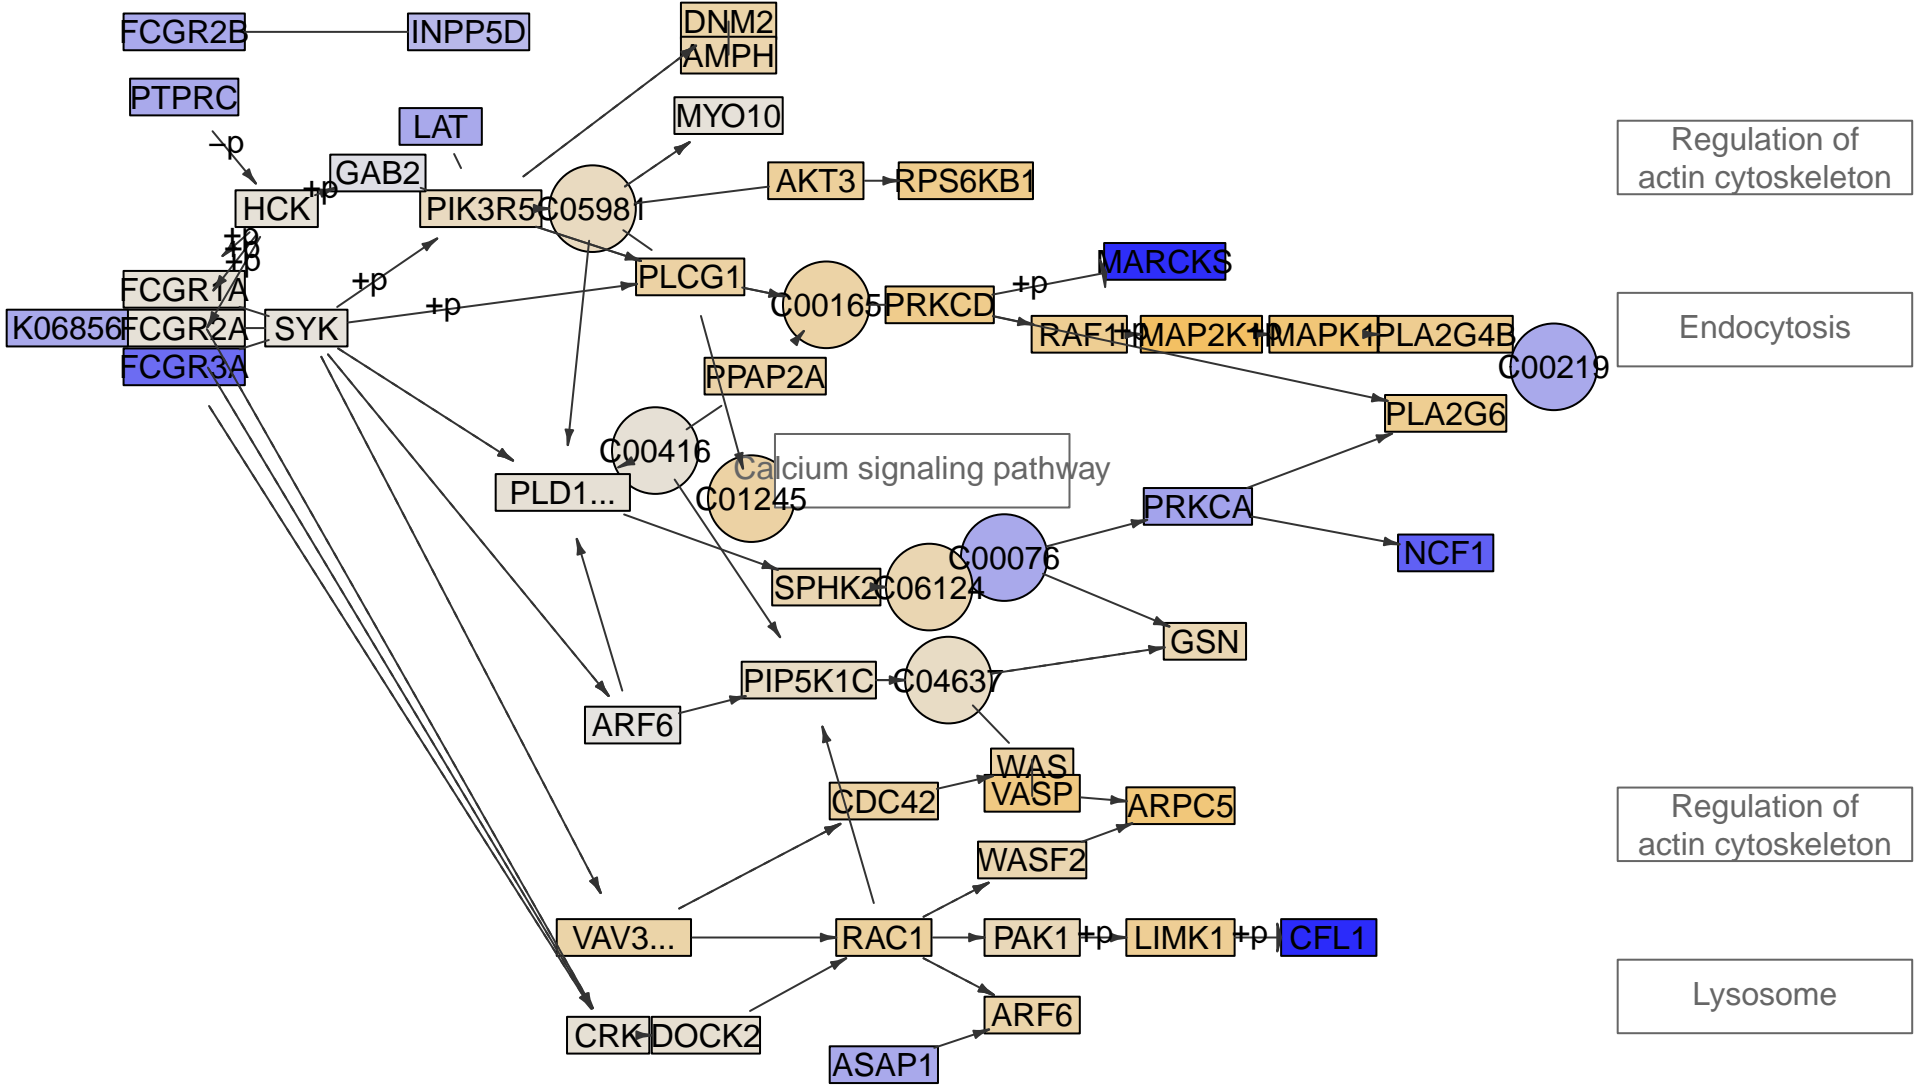 FCGR2B
INPP5D
DNM2
AMPH
PTPRC
LAT
MYO10
Regulation of
actin cytoskeleton
–p
GAB2
+p
HCK
PIK3R5
C05981
AKT3
RPS6KB1
+p
+p
+p
FCGR1A
+p
PLCG1
MARCKS
+p
K06856
FCGR2A
SYK
+p
C00165
PRKCD
RAF1
+p
MAP2K1
+p
MAPK1
PLA2G4B
Endocytosis
FCGR3A
PPAP2A
C00219
PLA2G6
C00416
Calcium signaling pathway
PLD1...
C01245
PRKCA
NCF1
SPHK2
C06124
C00076
GSN
PIP5K1C
C04637
ARF6
WAS
VASP
CDC42
ARPC5
Regulation of
actin cytoskeleton
WASF2
VAV3...
RAC1
PAK1
+p
LIMK1
+p
CFL1
Lysosome
ARF6
CRK
DOCK2
ASAP1